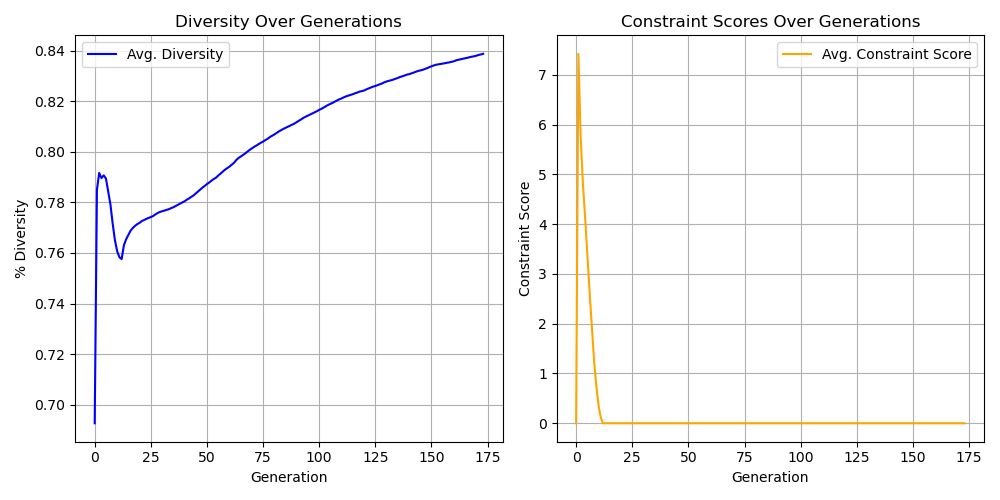 Diversity Over Generations
Avg. Diversity
% Diversity
0.84
0.82
0.80
0.78
0.76
0.74
0.72
0.70
0 25 50 75 100 125 150 175
Generation
Constraint Scores Over Generations
Avg. Constraint Score
Constraint Score
7
6
5
4
3
2
1
0
0 25 50 75 100 125 150 175
Generation